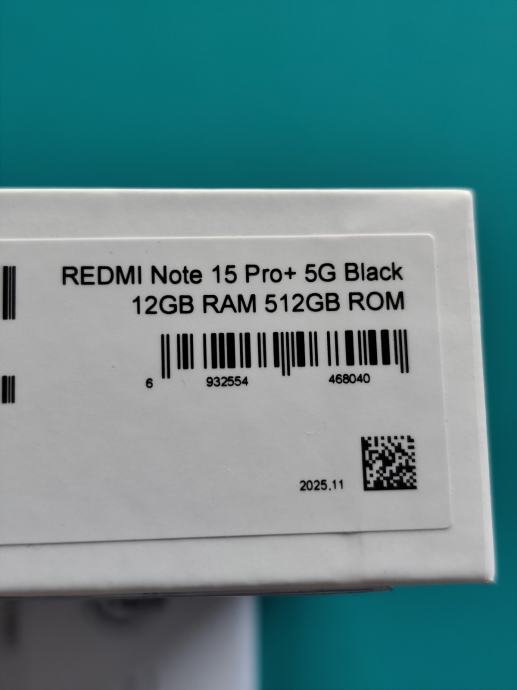 REDMI Note 15 Pro+ 5G Black
12GB RAM 512GB ROM
6 932554 468040
2025.11